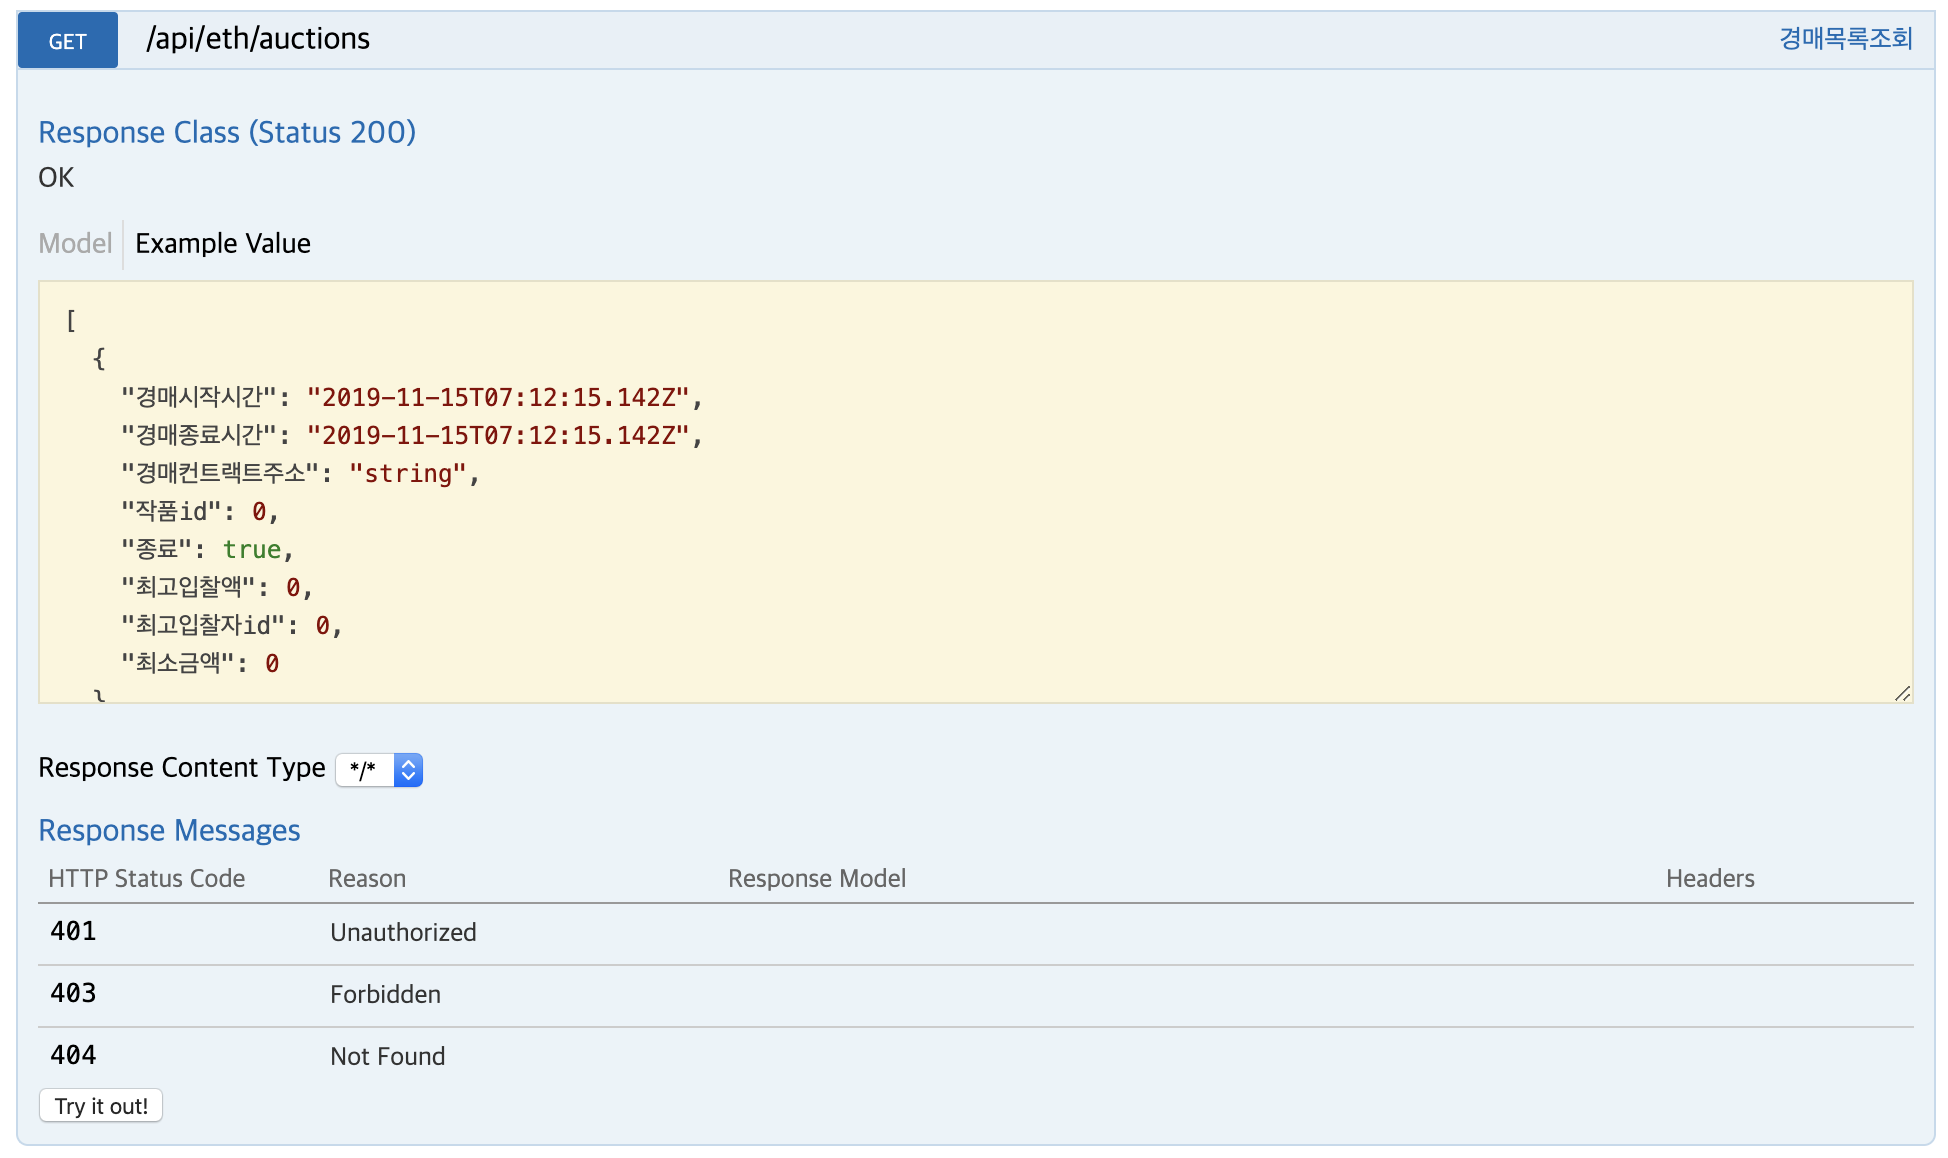 GET /api/eth/auctions 경매목록조회
Response Class (Status 200)
OK
Model Example Value
[
{
"경매시작시간": "2019-11-15T07:12:15.142Z",
"경매종료시간": "2019-11-15T07:12:15.142Z",
"경매컨트랙트주소": "string",
"작품id": 0,
"종료": true,
"최고입찰액": 0,
"최고입찰자id": 0,
"최소금액": 0
}
Response Content Type */*
Response Messages
HTTP Status Code Reason Response Model Headers
401 Unauthorized
403 Forbidden
404 Not Found
Try it out!